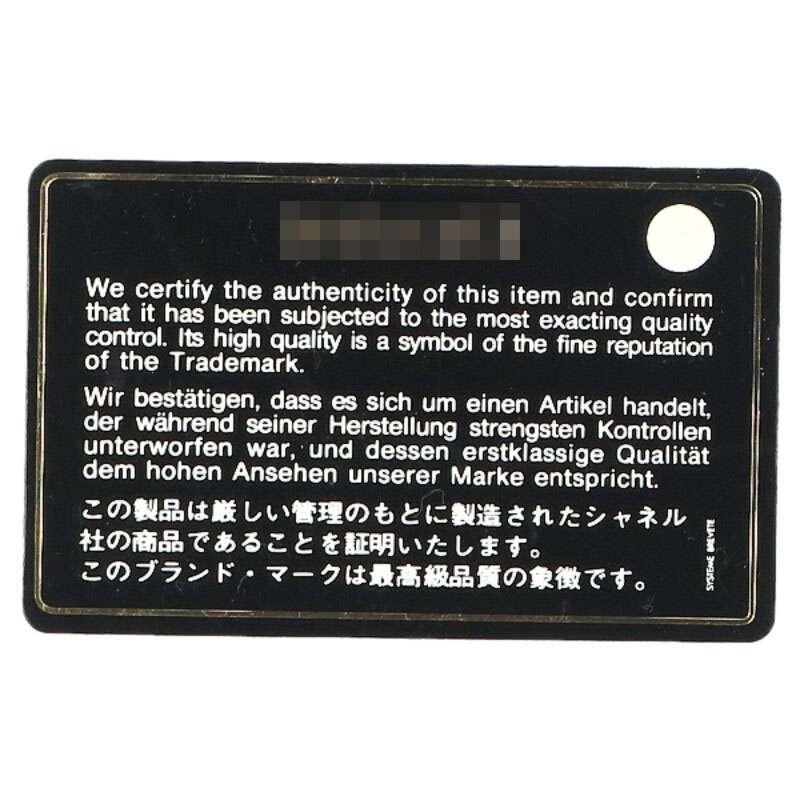 We certify the authenticity of this item and confirm
that it has been subjected to the most exacting quality
control. Its high quality is a symbol of the fine reputation
of the Trademark.
Wir bestätigen, dass es sich um einen Artikel handelt,
der während seiner Herstellung strengsten Kontrollen
unterworfen war, und dessen erstklassige Qualität
dem hohen Ansehen unserer Marke entspricht.
この製品は厳しい管理のもとに製造されたシャネル
社の商品であることを証明いたします。
このブランド・マークは最高級品質の象徴です。
SYSTEME BREVETE